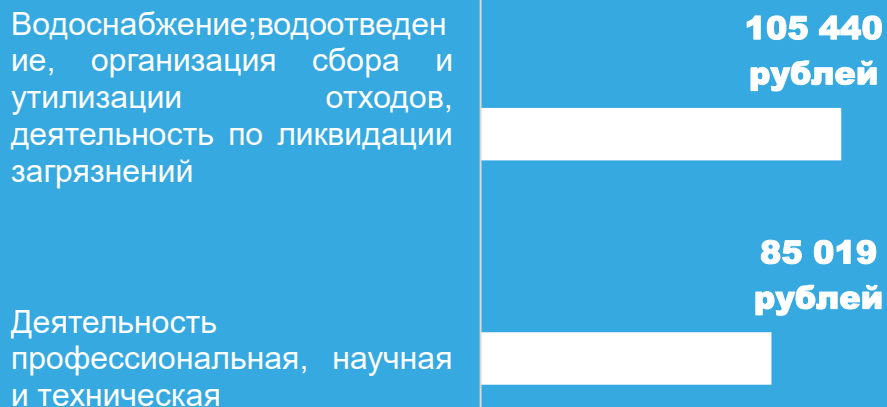 Водоснабжение;водоотведен
ие, организация сбора и
утилизации отходов,
деятельность по ликвидации
загрязнений
105 440
рублей
Деятельность
профессиональная, научная
и техническая
85 019
рублей